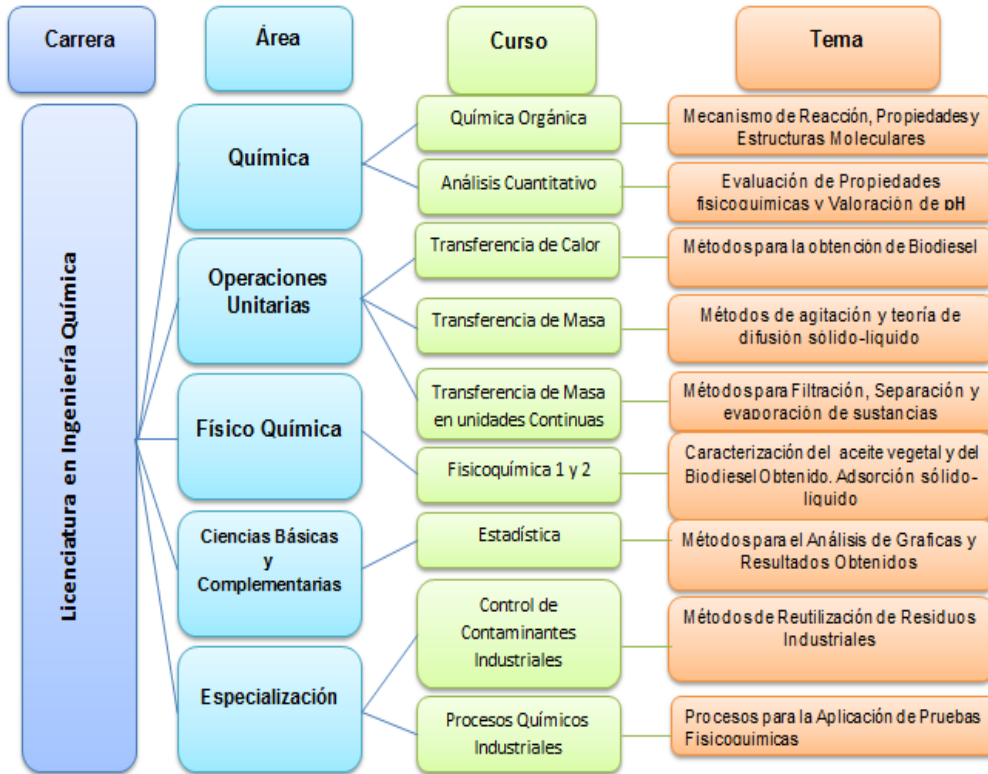 Carrera
Área
Curso
Tema
Licenciatura en Ingeniería Química
Química
Química Orgánica
Mecanismo de Reacción, Propiedades y
Estructuras Moleculares
Análisis Cuantitativo
Evaluación de Propiedades
fisicoquimicas y Valoración de pH
Operaciones
Unitarias
Transferencia de Calor
Métodos para la obtención de Biodiesel
Transferencia de Masa
Métodos de agitación y teoría de
difusión sólido-líquido
Transferencia de Masa
en unidades Continuas
Métodos para Filtración, Separación y
evaporación de sustancias
Físico Química
Fisicoquímica 1 y 2
Caracterización del aceite vegetal y del
Biodiesel Obtenido. Adsorción sólido-
líquido
Ciencias Básicas
y
Complementarias
Estadística
Métodos para el Análisis de Graficas y
Resultados Obtenidos
Especialización
Control de
Contaminantes
Industriales
Métodos de Reutilización de Residuos
Industriales
Procesos Químicos
Industriales
Procesos para la Aplicación de Pruebas
Fisicoquimicas